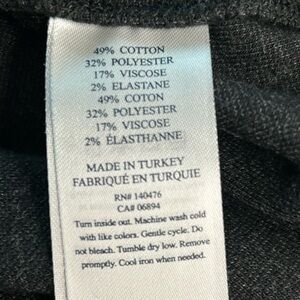 49% COTTON
32% POLYESTER
17% VISCOSE
2% ELASTANE
49% COTON
32% POLYESTER
17% VISCOSE
2% ÉLASTHANNE
MADE IN TURKEY
FABRIQUÉ EN TURQUIE
RN# 140476
CA# 06894
Turn inside out. Machine wash cold
with like colors. Gentle cycle. Do
not bleach. Tumble dry low. Remove
promptly. Cool iron when needed.